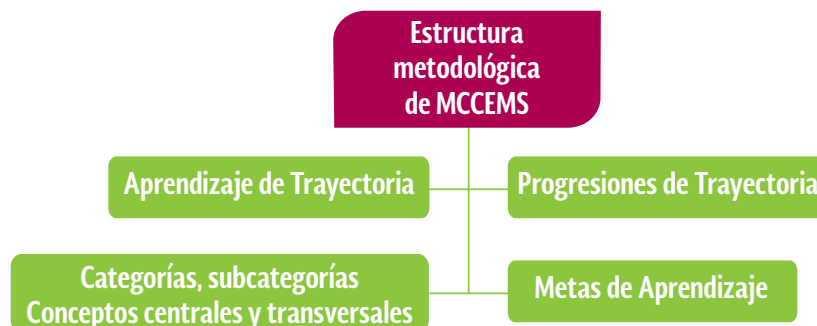 Estructura
metodológica
de MCCEMS
Aprendizaje de Trayectoria
Progresiones de Trayectoria
Categorías, subcategorías
Conceptos centrales y transversales
Metas de Aprendizaje